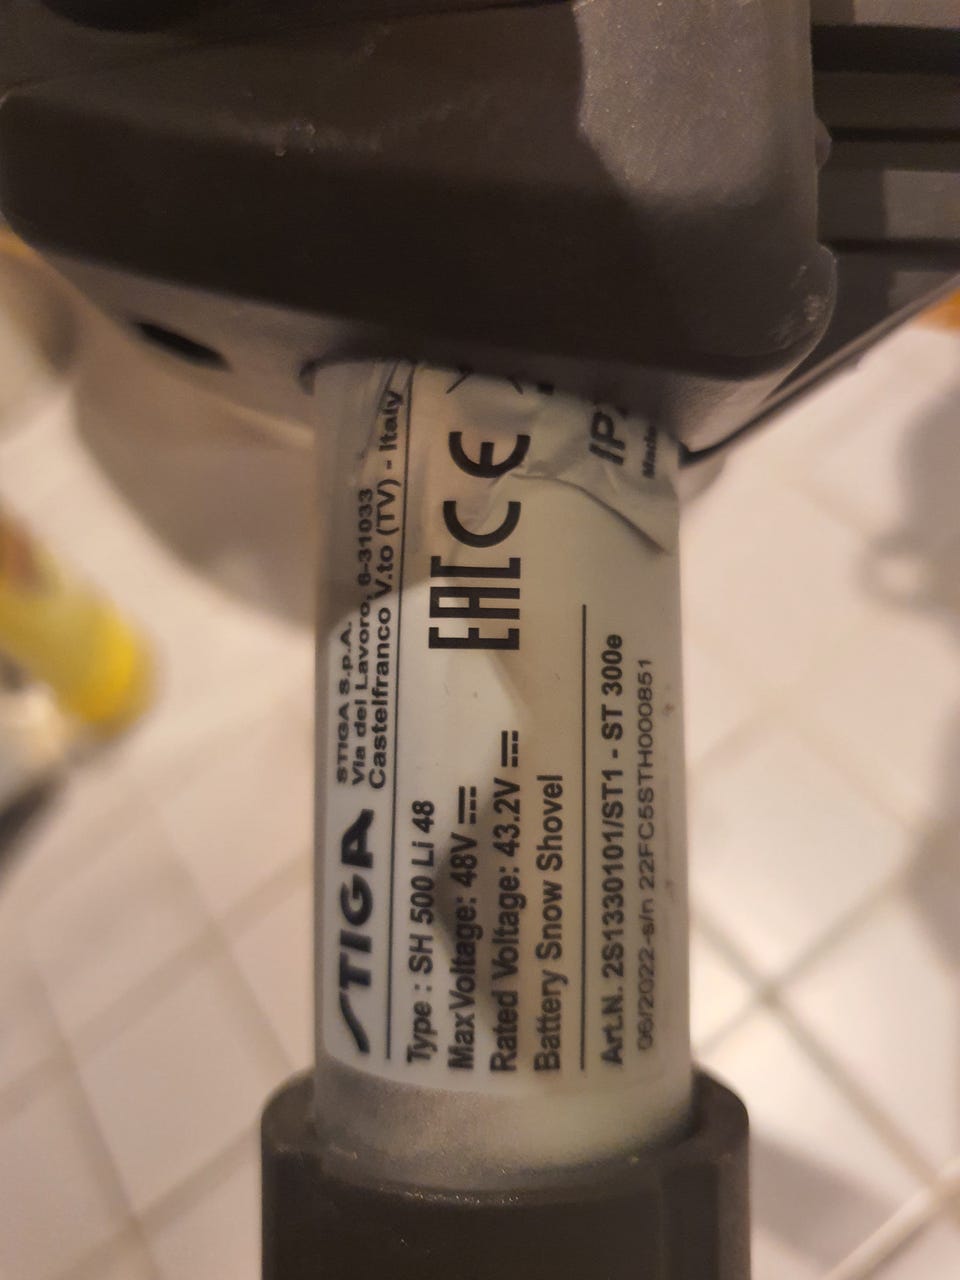 STIGA
STIGA S.p.A.
Via del Lavoro, 6-31033
Castelfranco V.to (TV) - Italy
Type : SH 500 Li 48
Max Voltage: 48V
Rated Voltage: 43.2V
Battery Snow Shovel
EAC CE
Art.N. 2S1330101/ST1 - ST 300e
06/2022-s/n 22FC5STH000851